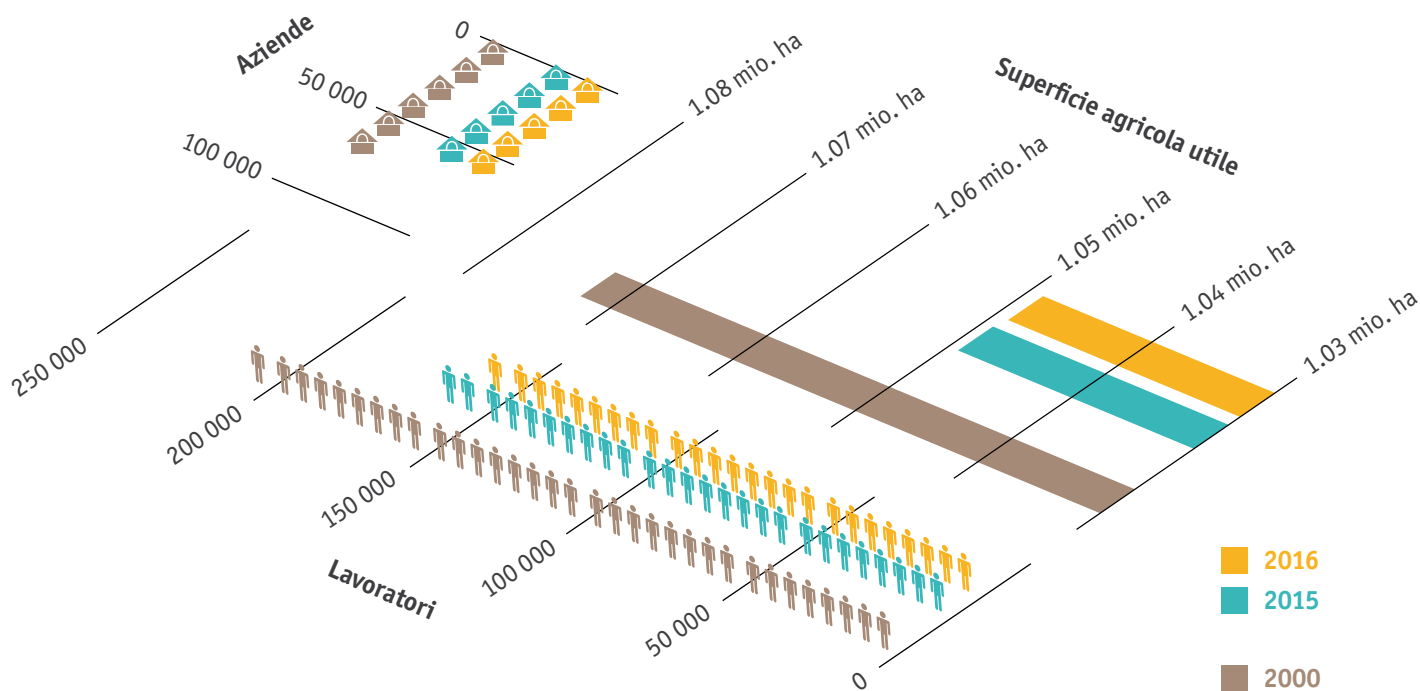 Aziende
0
50 000
100 000
Superficie agricola utile
1.08 mio. ha
1.07 mio. ha
1.06 mio. ha
1.05 mio. ha
1.04 mio. ha
1.03 mio. ha
250 000
200 000
150 000
100 000
50 000
0
Lavoratori
2016
2015
2000